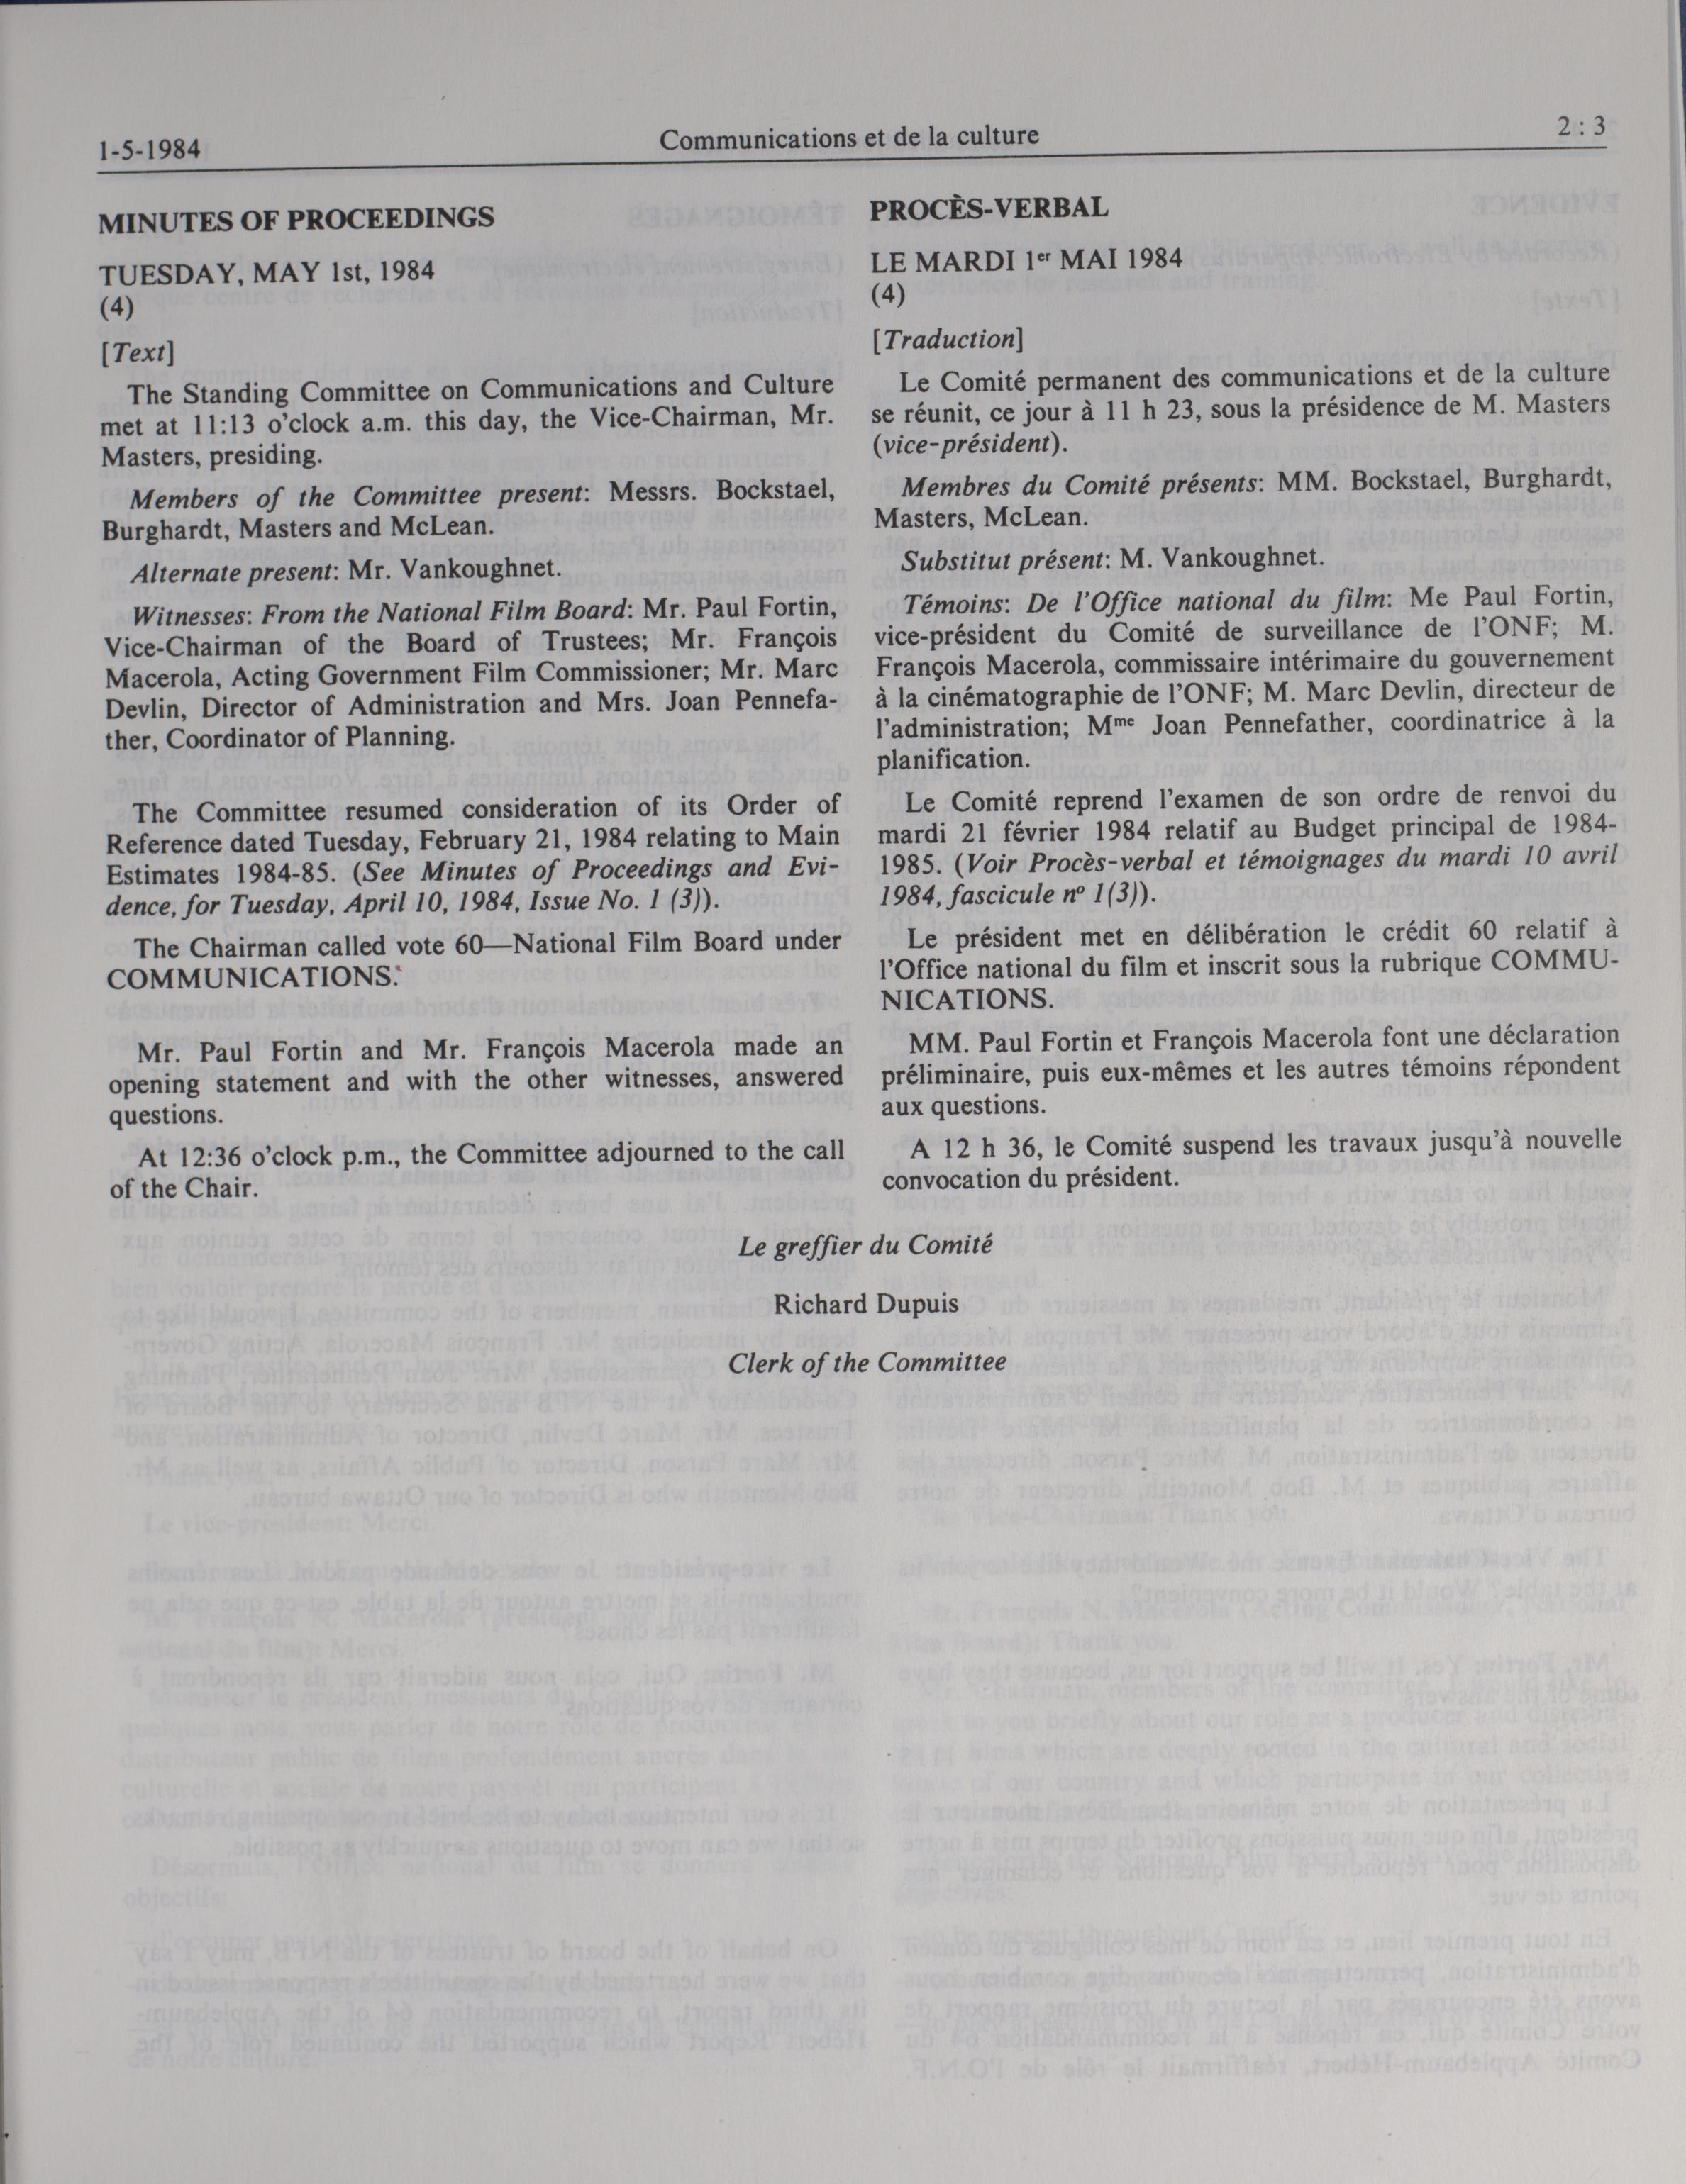 1-5-1984
Communications et de la culture
2 : 3
MINUTES OF PROCEEDINGS
TUESDAY, MAY 1st, 1984
(4)
[Text]
The Standing Committee on Communications and Culture
met at 11:13 o'clock a.m. this day, the Vice-Chairman, Mr.
Masters, presiding.
Members of the Committee present: Messrs. Bockstael,
Burghardt, Masters and McLean.
Alternate present: Mr. Vankoughnet.
Witnesses: From the National Film Board: Mr. Paul Fortin,
Vice-Chairman of the Board of Trustees; Mr. François
Macerola, Acting Government Film Commissioner; Mr. Marc
Devlin, Director of Administration and Mrs. Joan Pennefa-
ther, Coordinator of Planning.
The Committee resumed consideration of its Order of
Reference dated Tuesday, February 21, 1984 relating to Main
Estimates 1984-85. (See Minutes of Proceedings and Evi-
dence, for Tuesday, April 10, 1984, Issue No. 1 (3)).
The Chairman called vote 60—National Film Board under
COMMUNICATIONS.
Mr. Paul Fortin and Mr. François Macerola made an
opening statement and with the other witnesses, answered
questions.
At 12:36 o'clock p.m., the Committee adjourned to the call
of the Chair.
PROCÈS-VERBAL
LE MARDI 1er MAI 1984
(4)
[Traduction]
Le Comité permanent des communications et de la culture
se réunit, ce jour à 11 h 23, sous la présidence de M. Masters
(vice-président).
Membres du Comité présents: MM. Bockstael, Burghardt,
Masters, McLean.
Substitut présent: M. Vankoughnet.
Témoins: De l'Office national du film: Me Paul Fortin,
vice-président du Comité de surveillance de l'ONF; M.
François Macerola, commissaire intérimaire du gouvernement
à la cinématographie de l'ONF; M. Marc Devlin, directeur de
l'administration; Mme Joan Pennefather, coordinatrice à la
planification.
Le Comité reprend l'examen de son ordre de renvoi du
mardi 21 février 1984 relatif au Budget principal de 1984-
1985. (Voir Procès-verbal et témoignages du mardi 10 avril
1984, fascicule nº 1(3)).
Le président met en délibération le crédit 60 relatif à
l'Office national du film et inscrit sous la rubrique COMMU-
NICATIONS.
MM. Paul Fortin et François Macerola font une déclaration
préliminaire, puis eux-mêmes et les autres témoins répondent
aux questions.
A 12 h 36, le Comité suspend les travaux jusqu'à nouvelle
convocation du président.
Le greffier du Comité
Richard Dupuis
Clerk of the Committee